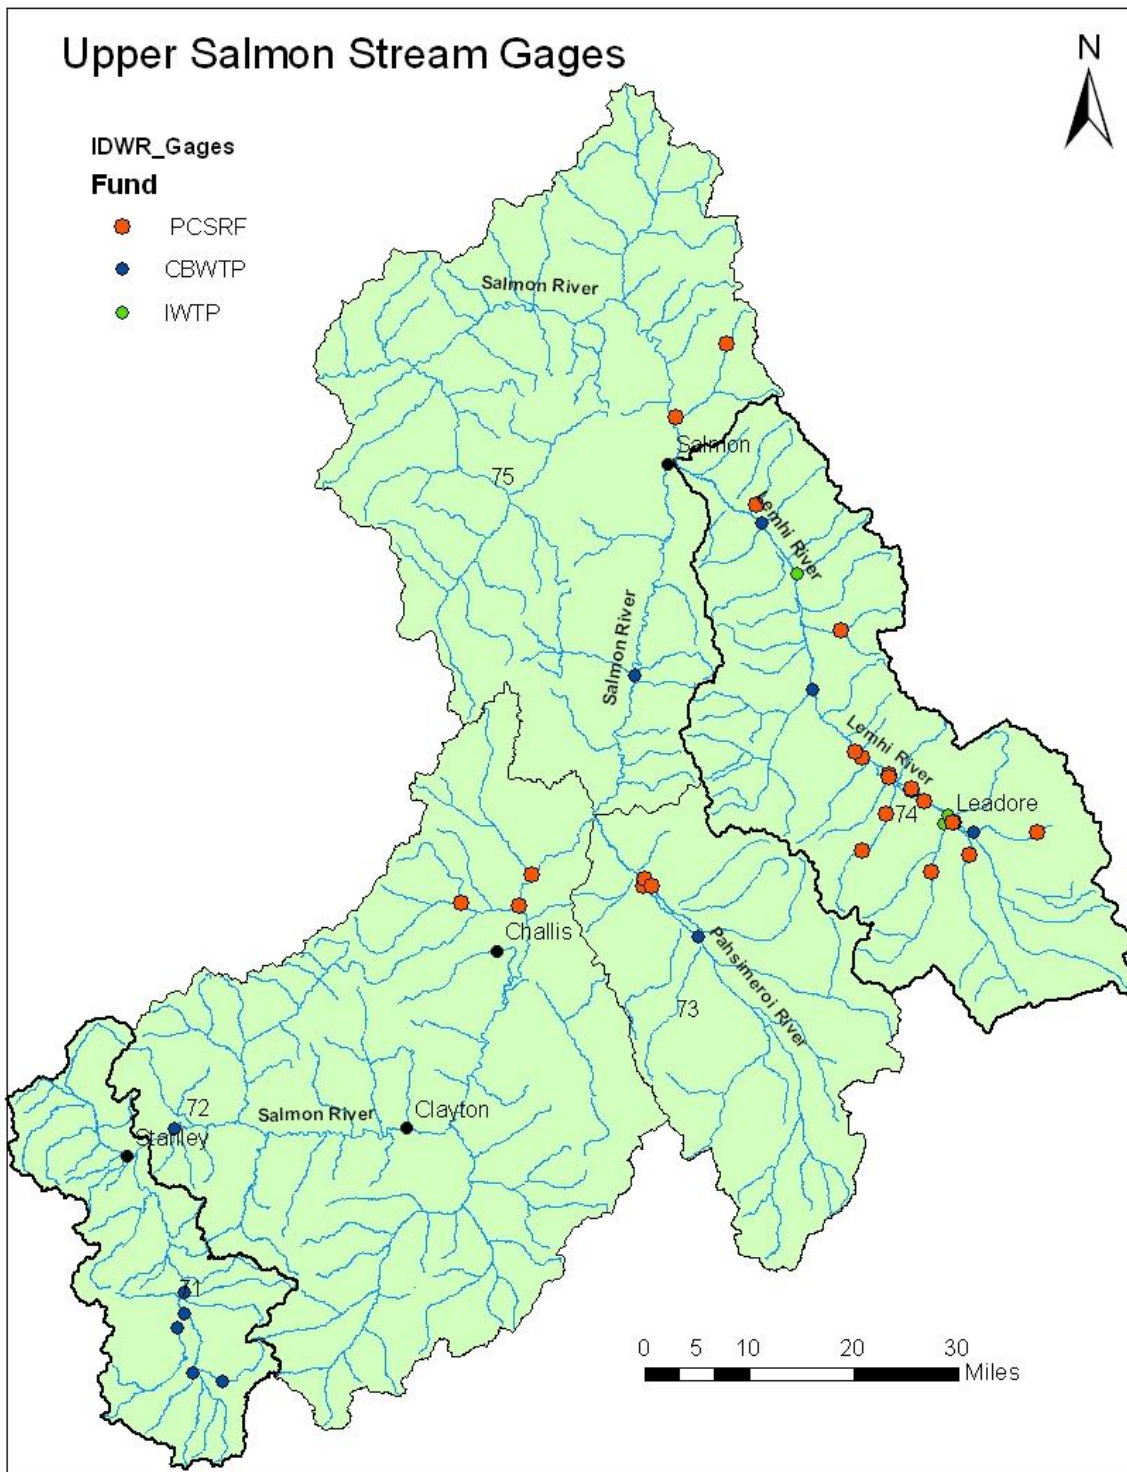 Upper Salmon Stream Gages
N
IDWR_Gages
Fund
PCSRF
CBWTP
IWTP
Salmon River
Salmon
75
Lemhi River
Salmon River
Lemhi River
Leadore
74
Challis
Pahsimeroi River
73
72
Salmon River
Clayton
Stanley
71
0 5 10 20 30
Miles